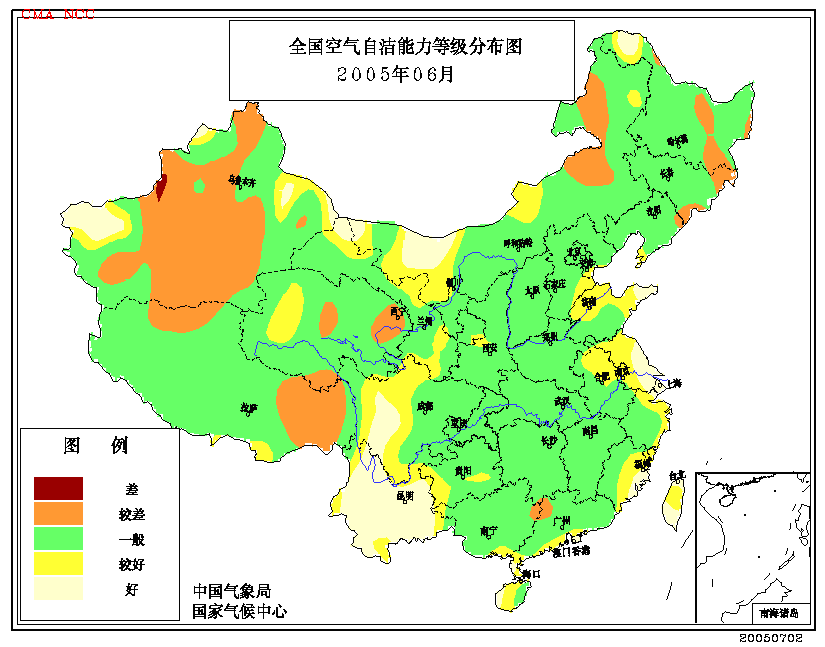 CMA NCC
全国空气自洁能力等级分布图
2005年06月
哈尔滨
长春
沈阳
乌鲁木齐
呼和浩特
北京
天津
石家庄
太原
济南
银川
西宁
兰州
郑州
西安
合肥
南京
上海
拉萨
成都
重庆
武汉
南昌
长沙
贵阳
福州
台北
昆明
南宁
广州
澳门 香港
海口
图 例
差
较差
一般
较好
好
中国气象局
国家气候中心
南海诸岛
20050702